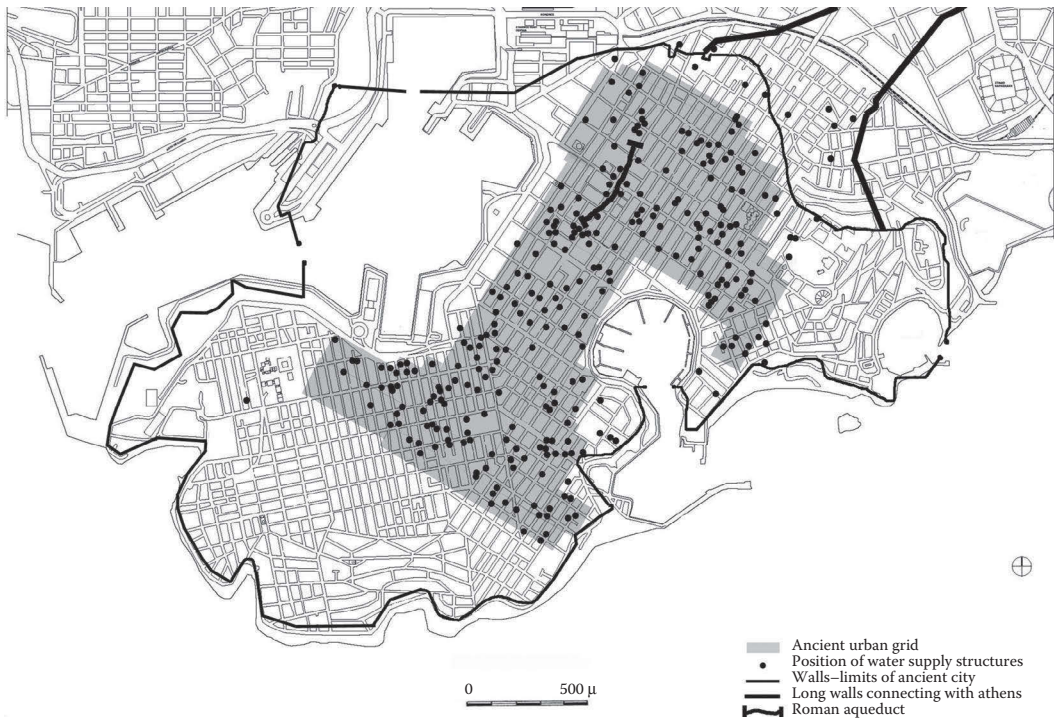 Ancient urban grid
Position of water supply structures
Walls–limits of ancient city
Long walls connecting with athens
Roman aqueduct
0 500 μ